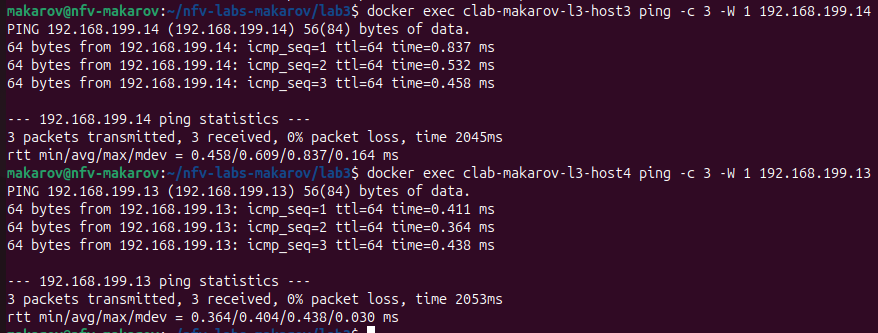 makarov@nfv-makarov:~/nfv-labs-makarov/lab3$ docker exec clab-makarov-l3-host3 ping -c 3 -W 1 192.168.199.14
PING 192.168.199.14 (192.168.199.14) 56(84) bytes of data.
64 bytes from 192.168.199.14: icmp_seq=1 ttl=64 time=0.837 ms
64 bytes from 192.168.199.14: icmp_seq=2 ttl=64 time=0.532 ms
64 bytes from 192.168.199.14: icmp_seq=3 ttl=64 time=0.458 ms

--- 192.168.199.14 ping statistics ---
3 packets transmitted, 3 received, 0% packet loss, time 2045ms
rtt min/avg/max/mdev = 0.458/0.609/0.837/0.164 ms
makarov@nfv-makarov:~/nfv-labs-makarov/lab3$ docker exec clab-makarov-l3-host4 ping -c 3 -W 1 192.168.199.13
PING 192.168.199.13 (192.168.199.13) 56(84) bytes of data.
64 bytes from 192.168.199.13: icmp_seq=1 ttl=64 time=0.411 ms
64 bytes from 192.168.199.13: icmp_seq=2 ttl=64 time=0.364 ms
64 bytes from 192.168.199.13: icmp_seq=3 ttl=64 time=0.438 ms

--- 192.168.199.13 ping statistics ---
3 packets transmitted, 3 received, 0% packet loss, time 2053ms
rtt min/avg/max/mdev = 0.364/0.404/0.438/0.030 ms
makarov@nfv-makarov:~/nfv-labs-makarov/lab3$